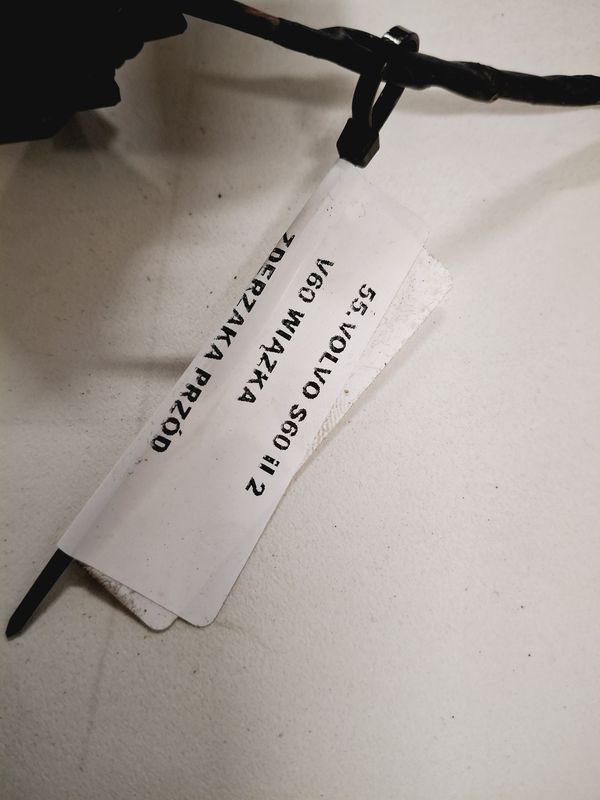 55. VOLVO S60 iI 2
V60 WIĄZKA
ZDERZAKA PRZÓD